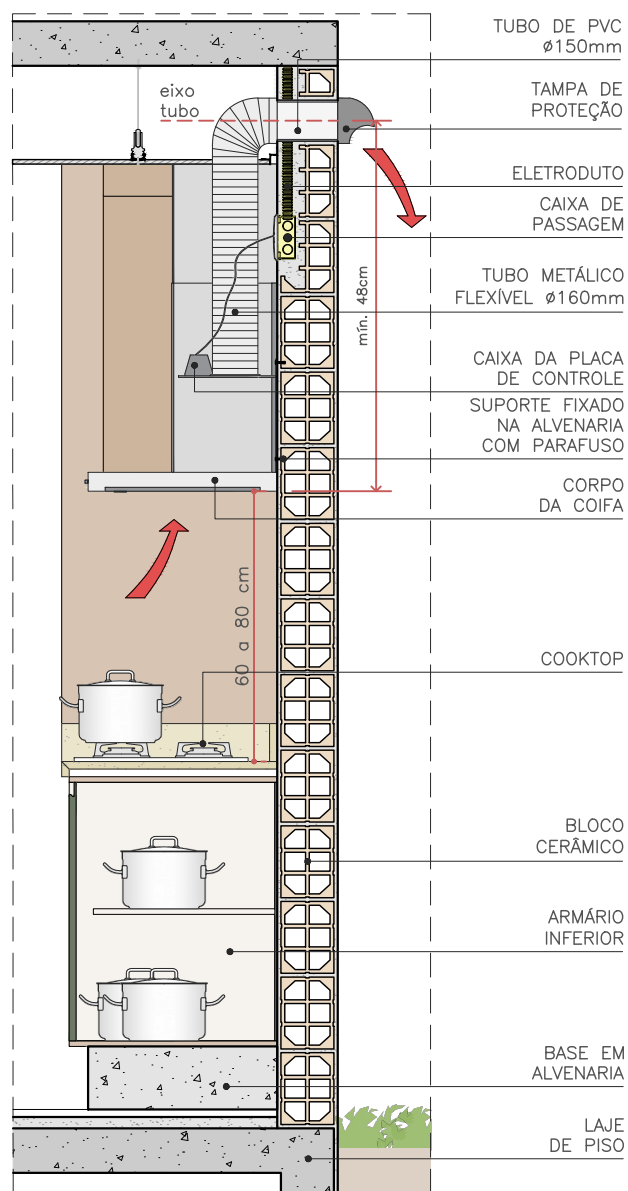 TUBO DE PVC
ø150mm
eixo
tubo
TAMPA DE
PROTEÇÃO
ELETRODUTO
CAIXA DE
PASSAGEM
mín. 48cm
TUBO METÁLICO
FLEXÍVEL ø160mm
CAIXA DA PLACA
DE CONTROLE
SUPORTE FIXADO
NA ALVENARIA
COM PARAFUSO
CORPO
DA COIFA
60 a 80 cm
COOKTOP
BLOCO
CERÂMICO
ARMÁRIO
INFERIOR
BASE EM
ALVENARIA
LAJE
DE PISO